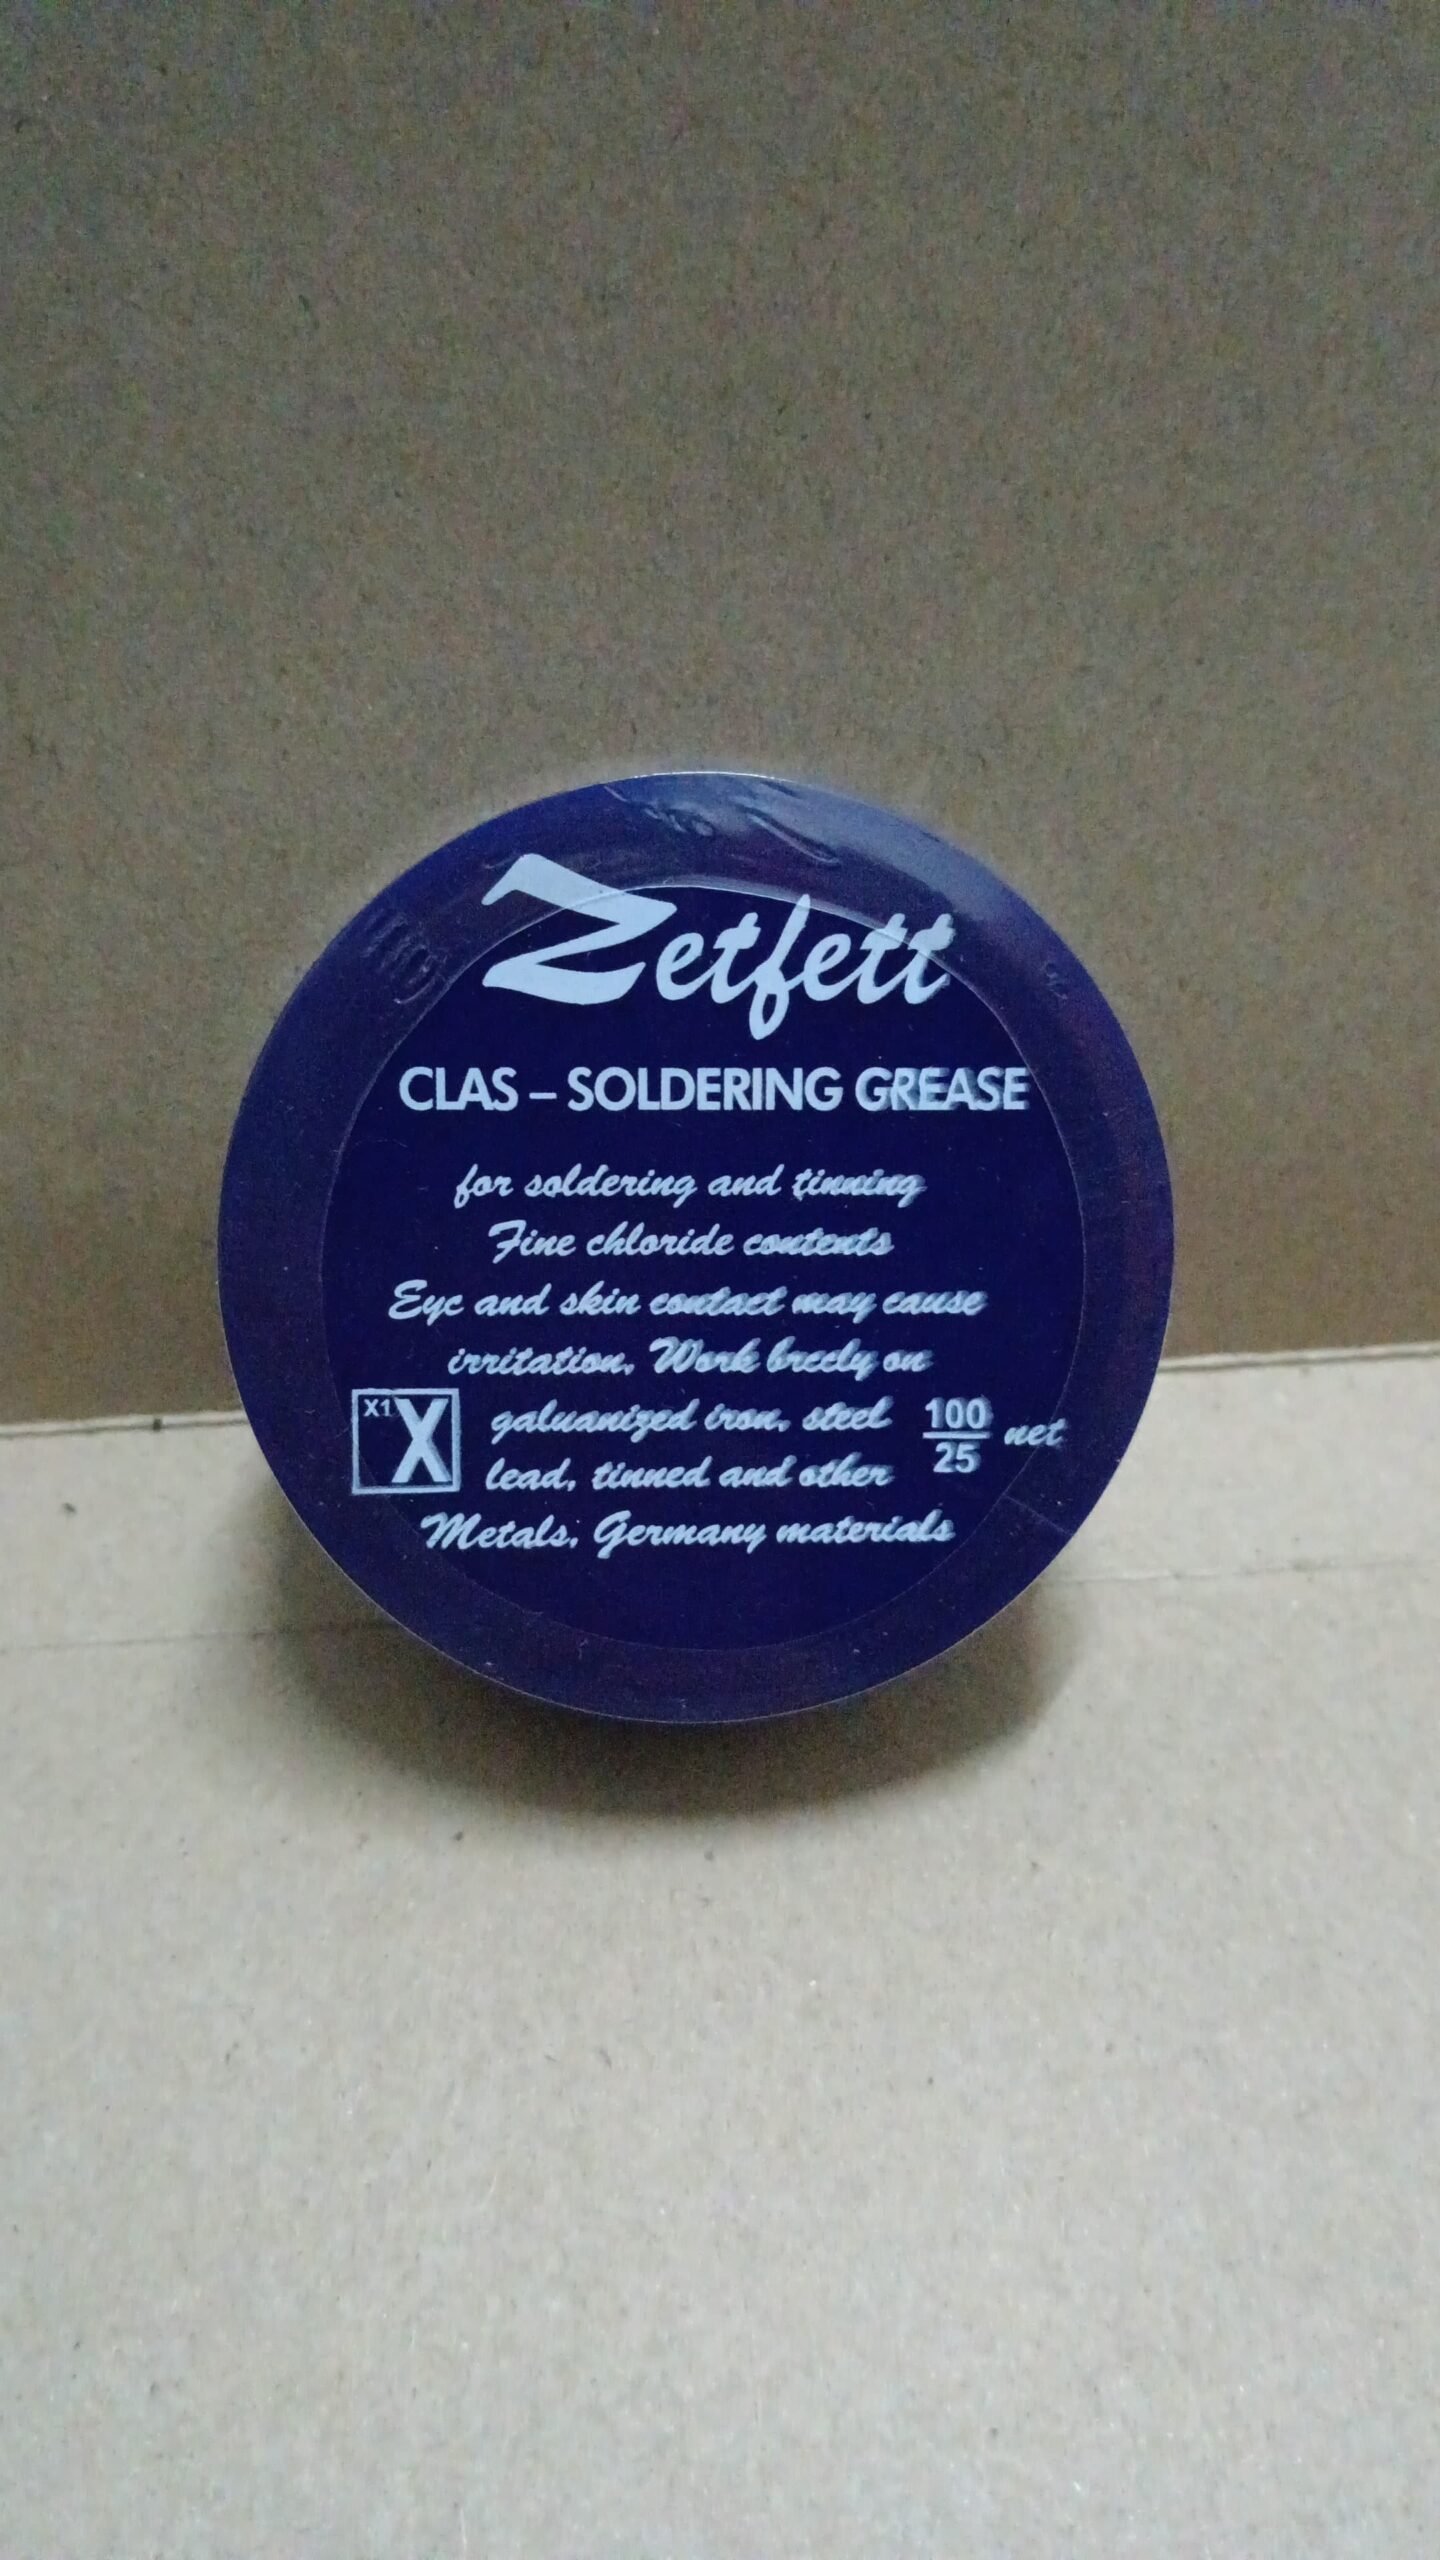 Zetfett
CLAS – SOLDERING GREASE
for soldering and tinning
Fine chloride contents
Eyc and skin contact may cause
irritation. Work breely on
galuanized iron. steel
lead. tinned and other
Metals. Germany materials
X1 X
100
25
net